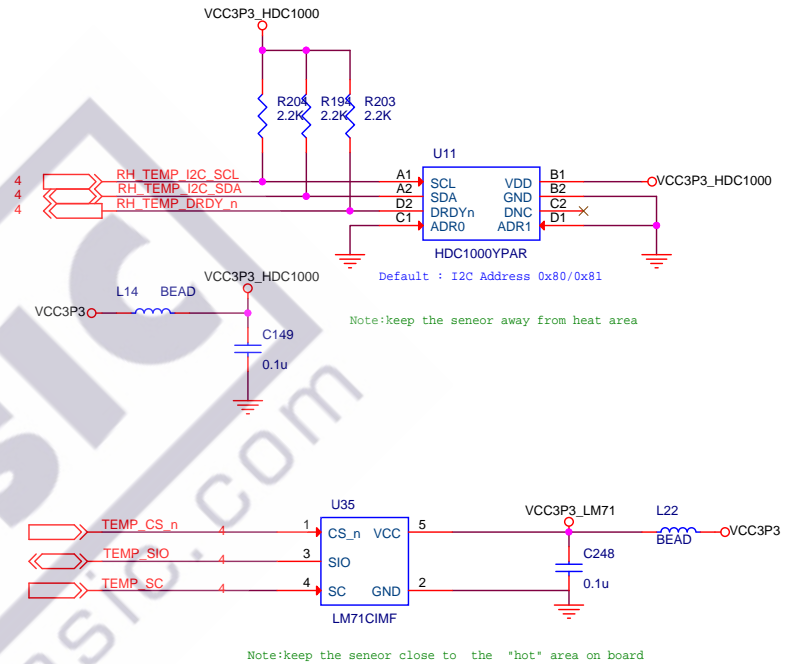 VCC3P3_HDC1000
R204 R194 R203
2.2K 2.2K 2.2K
U11
4 RH_TEMP_I2C_SCL A1 SCL VDD B1 VCC3P3_HDC1000
4 RH_TEMP_I2C_SDA A2 SDA GND B2
4 RH_TEMP_DRDY_n D2 DRDYn DNC C2
C1 ADR0 ADR1 D1
HDC1000YPAR
Default : I2C Address 0x80/0x81
VCC3P3_HDC1000
L14 BEAD
VCC3P3
C149
0.1u
Note:keep the seneor away from heat area
U35
TEMP_CS_n 4 1 CS_n VCC 5
TEMP_SIO 4 3 SIO
TEMP_SC 4 4 SC GND 2
LM71CIMF
VCC3P3_LM71
L22
BEAD
VCC3P3
C248
0.1u
Note:keep the seneor close to the "hot" area on board
sic
sic.com